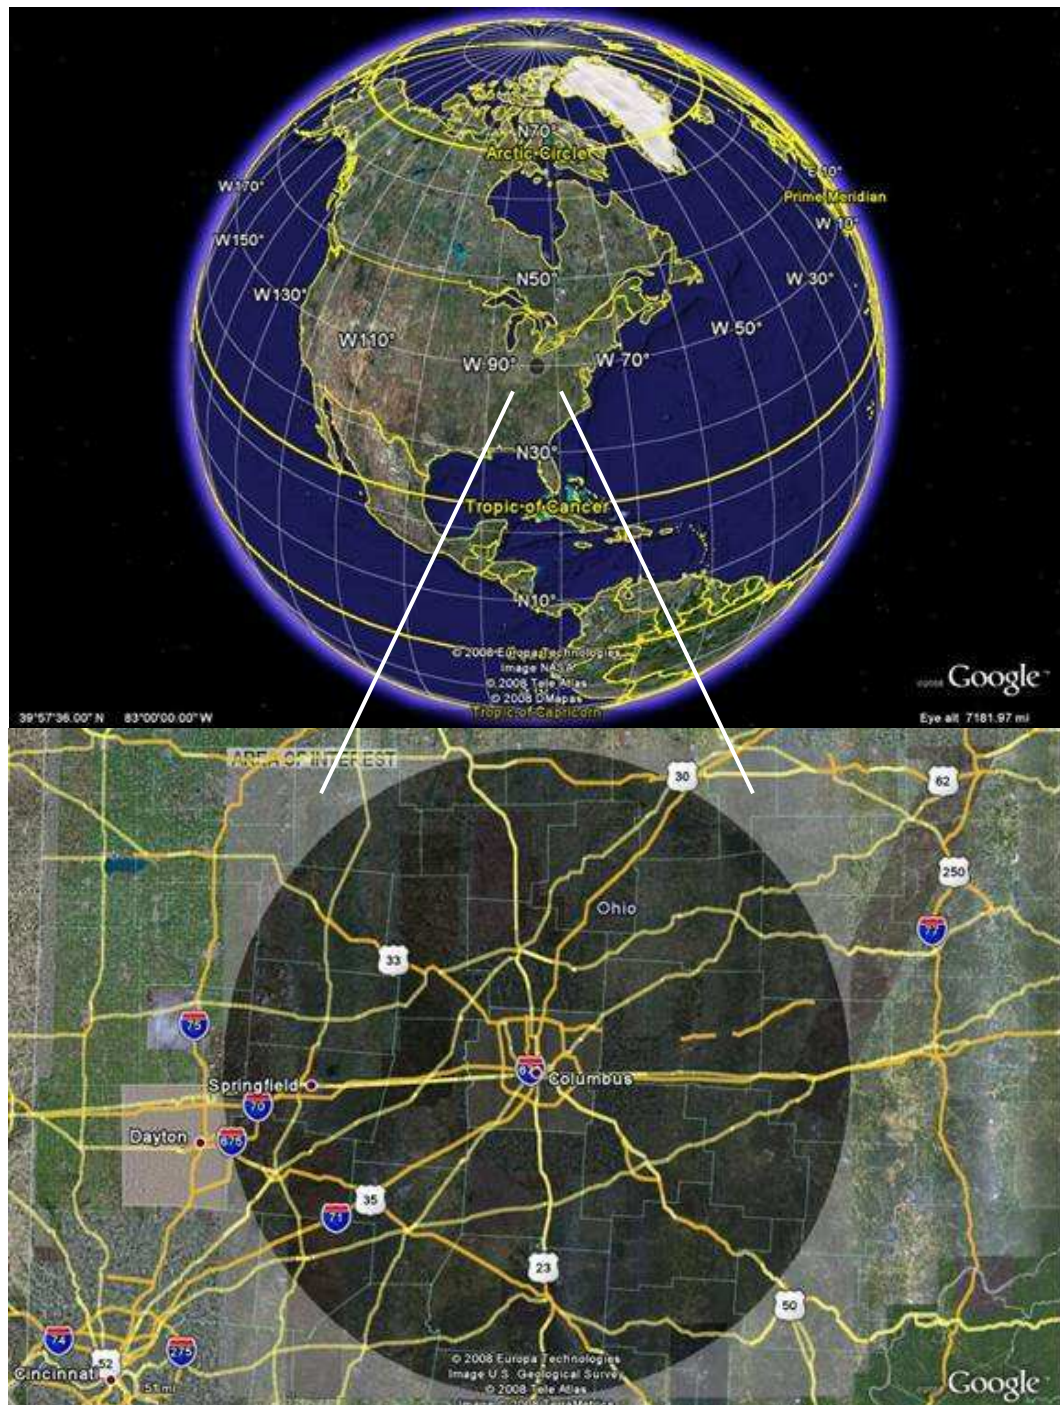 N70°
Arctic Circle
W170°
Prime Meridian
W 10°
W150°
N50°
W 30°
W130°
W 50°
W110°
W 90°
W 70°
N30°
Tropic of Cancer
N10°
© 2008 Europa Technologies
Image NASA
© 2008 Tele Atlas
© 2008 DMapas
Google
Tropic of Capricorn
39°57'36.00" N 83°00'00.00" W
Eye alt 7181.97 mi
AREA OF INTEREST
30
62
250
Ohio
77
33
75
Columbus
Springfield
70
Dayton
675
35
71
23
50
74
275
52
Cincinnati
51 mi
© 2008 Europa Technologies
Image U.S. Geological Survey
© 2008 Tele Atlas
Google